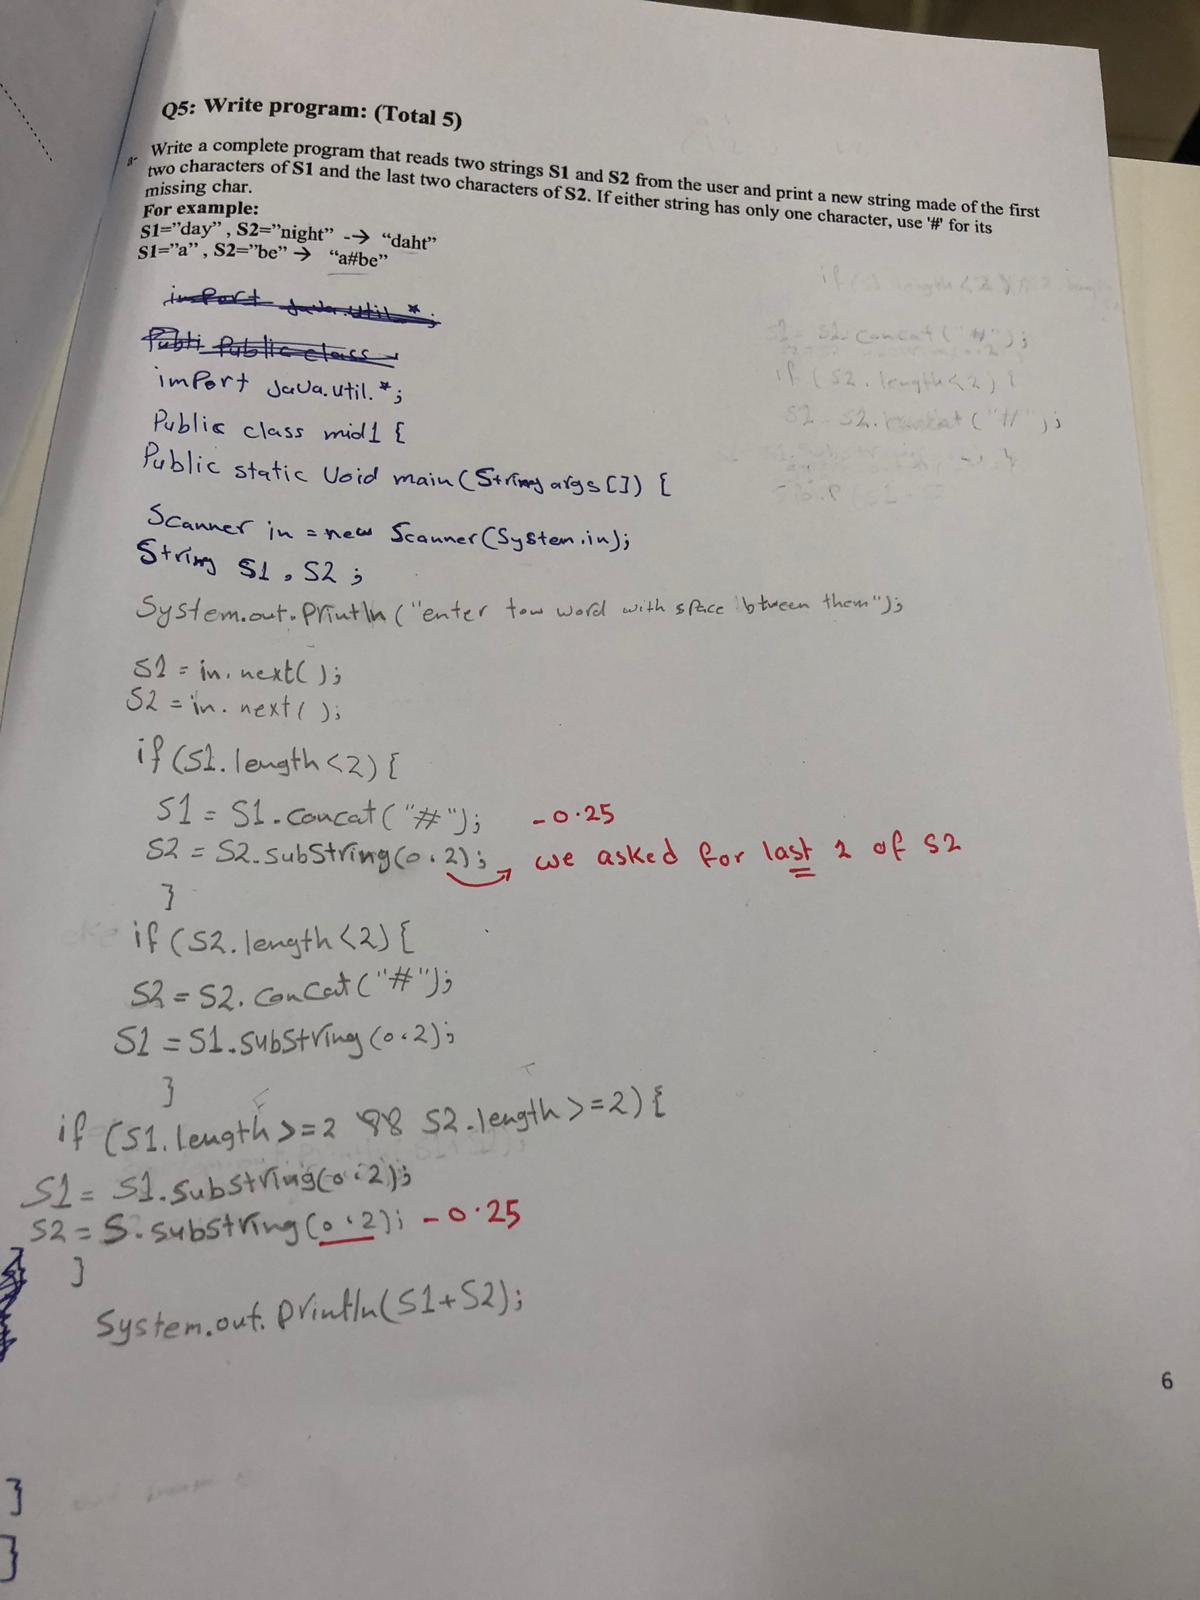 Q5: Write program: (Total 5)
a- Write a complete program that reads two strings S1 and S2 from the user and print a new string made of the first
two characters of S1 and the last two characters of S2. If either string has only one character, use '#' for its
missing char.
For example:
S1="day" , S2="night" -→ "daht"
S1="a" , S2="be" → "a#be"
import java.util.*;
Publi Public class
import java.util.*;
Public class mid1 {
Public static void main(String args[]) {
Scanner in = new Scanner(System.in);
String S1, S2;
System.out.Println("enter tow word with space btween them");
S1 = in.next();
S2 = in.next();
if(S1.length<2){
S1 = S1.concat("#"); -0.25
S2 = S2.substring(0,2); we asked for last 2 of S2
}
if (S2.length<2){
S2 = S2.concat("#");
S1 = S1.substring(0,2);
}
if (S1.length>=2 && S2.length>=2){
S1 = S1.substring(0,2);
S2 = S.substring(0,2); -0.25
}
System.out.println(S1+S2);
6
}
}